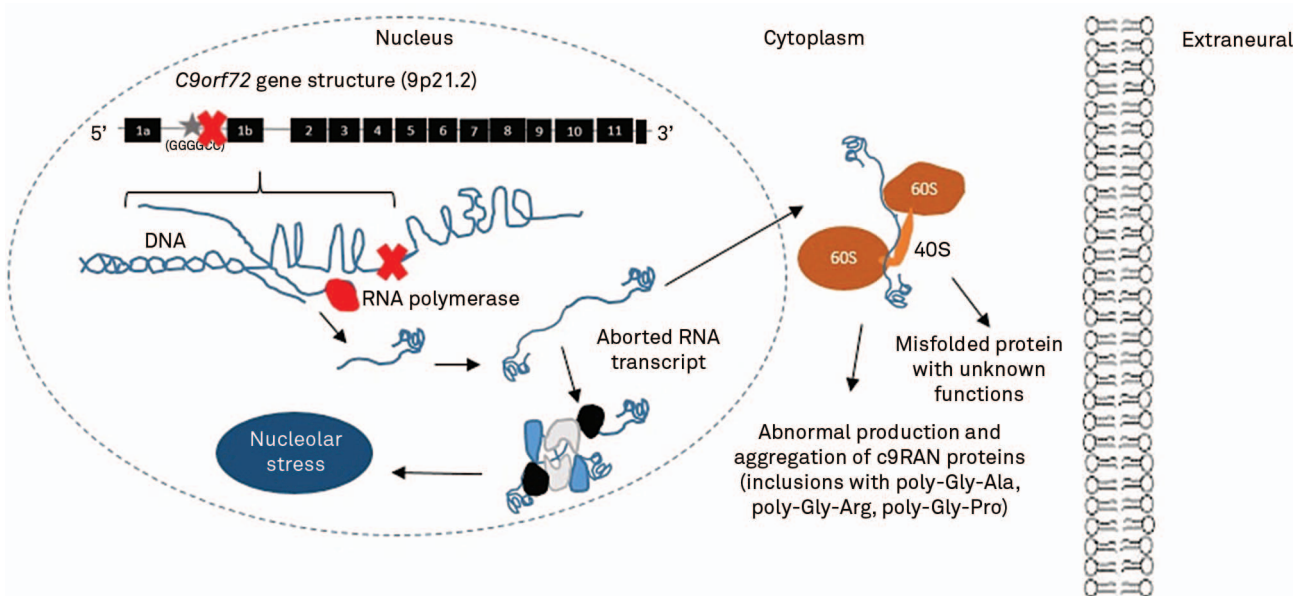 Nucleus
Cytoplasm
Extraneural
C9orf72 gene structure (9p21.2)
5’ 1a 1b 2 3 4 5 6 7 8 9 10 11 3’
(GGGGCC)
DNA
RNA polymerase
Aborted RNA
transcript
Nucleolar
stress
60S
60S
40S
Misfolded protein
with unknown
functions
Abnormal production and
aggregation of c9RAN proteins
(inclusions with poly-Gly-Ala,
poly-Gly-Arg, poly-Gly-Pro)